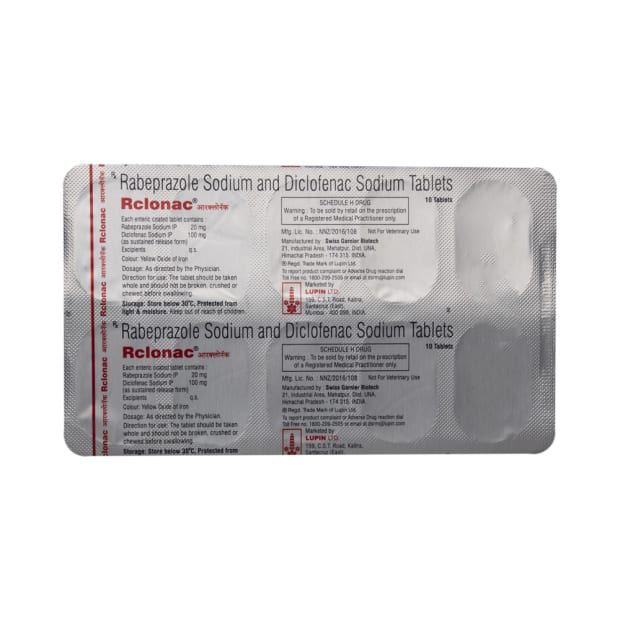 Rabeprazole Sodium and Diclofenac Sodium Tablets
Rclonac® आरक्लोनॅक
Each enteric coated tablet contains :
Rabeprazole Sodium IP 20 mg
Diclofenac Sodium IP 100 mg
(as sustained release form)
Excipients q.s.
Colour: Yellow Oxide of Iron
Dosage: As directed by the Physician.
Direction for use: The tablet should be taken
whole and should not be broken, crushed or
chewed before swallowing.
Storage: Store below 30°C, Protected from
light & moisture. Keep out of reach of children.
10 Tablets
SCHEDULE H DRUG
Warning : To be sold by retail on the prescription
of a Registered Medical Practitioner only.
Mfg. Lic. No. : NNZ/2016/108 Not For Veterinary Use
Manufactured by : Swiss Garnier Biotech
21, Industrial Area, Mehatpur, Dist. UNA,
Himachal Pradesh - 174 315. INDIA.
® Regd. Trade Mark of Lupin Ltd.
To report product complaint or Adverse Drug reaction dial
Toll Free No. 1800-299-2505 or email at
Marketed by
LUPIN LTD.
159, C.S.T. Road, Kalina,
Santacruz (East),
Mumbai - 400 098, INDIA.
Rabeprazole Sodium and Diclofenac Sodium Tablets
Rclonac® आरक्लोनॅक
Each enteric coated tablet contains :
Rabeprazole Sodium IP 20 mg
Diclofenac Sodium IP 100 mg
(as sustained release form)
Excipients q.s.
Colour: Yellow Oxide of Iron
Dosage: As directed by the Physician.
Direction for use: The tablet should be taken
whole and should not be broken, crushed or
chewed before swallowing.
Storage: Store below 30°C, Protected from
10 Tablets
SCHEDULE H DRUG
Warning : To be sold by retail on the prescription
of a Registered Medical Practitioner only.
Mfg. Lic. No. : NNZ/2016/108 Not For Veterinary Use
Manufactured by : Swiss Garnier Biotech
21, Industrial Area, Mehatpur, Dist. UNA,
Himachal Pradesh - 174 315. INDIA.
® Regd. Trade Mark of Lupin Ltd.
To report product complaint or Adverse Drug reaction dial
Toll Free No. 1800-299-2505 or email at
Marketed by
LUPIN LTD.
159, C.S.T. Road, Kalina,
Santacruz (East),
Rclonac आरक्लोनॅक Rclonac आरक्लोनॅक Rclonac